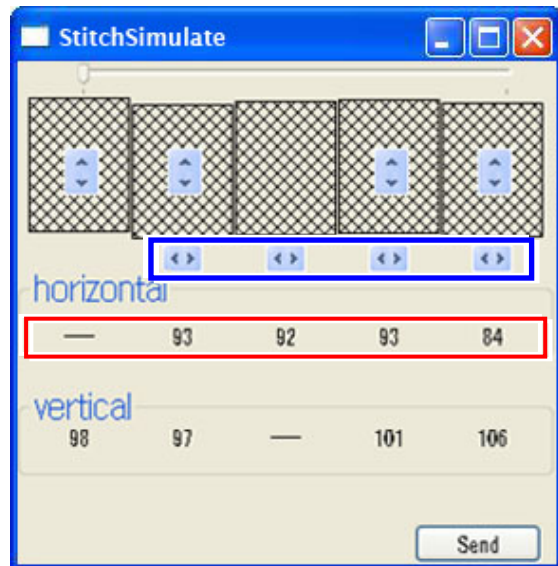 StitchSimulate
horizontal
— 93 92 93 84
vertical
98 97 — 101 106
Send